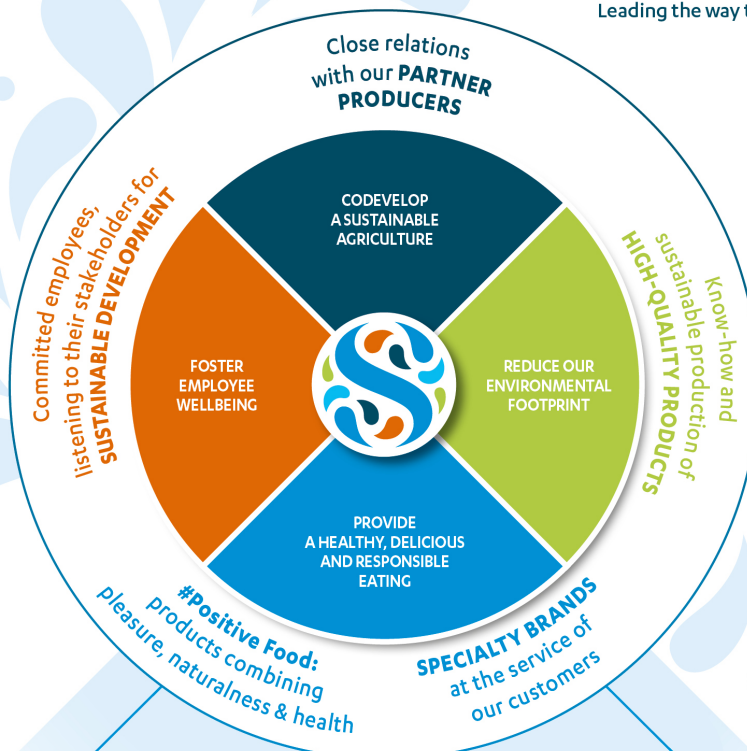 Leading the way t
Close relations
with our PARTNER
PRODUCERS
CODEVELOP
A SUSTAINABLE
AGRICULTURE
Committed employees,
listening to their stakeholders for
SUSTAINABLE DEVELOPMENT
FOSTER
EMPLOYEE
WELLBEING
REDUCE OUR
ENVIRONMENTAL
FOOTPRINT
Know-how and
sustainable production of
HIGH-QUALITY PRODUCTS
PROVIDE
A HEALTHY, DELICIOUS
AND RESPONSIBLE
EATING
#Positive Food:
products combining
pleasure, naturalness & health
SPECIALTY BRANDS
at the service of
our customers